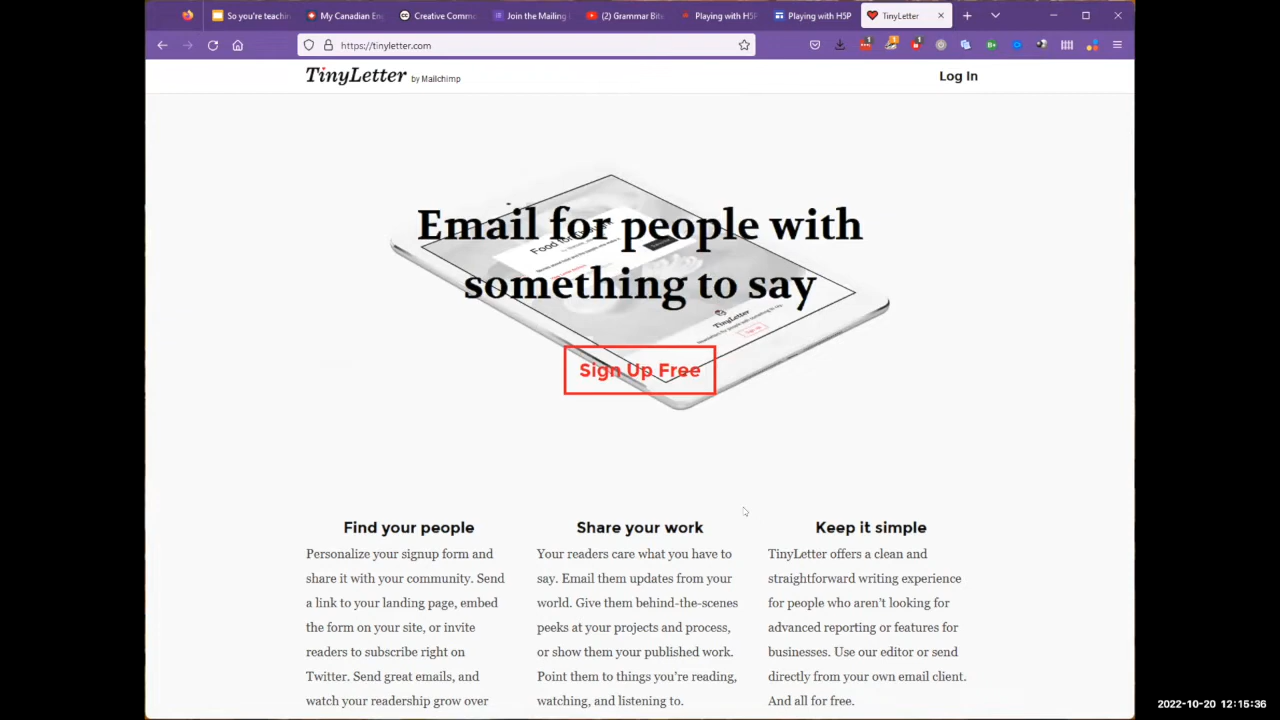 So you're teachin
My Canadian En
Creative Commo
Join the Mailing
(2) Grammar Bite
Playing with H5P
Playing with H5P
TinyLetter
https://tinyletter.com
TinyLetter by Mailchimp
Log In
Email for people with
something to say
Sign Up Free
Find your people
Personalize your signup form and
share it with your community. Send
a link to your landing page, embed
the form on your site, or invite
readers to subscribe right on
Twitter. Send great emails, and
watch your readership grow over
Share your work
Your readers care what you have to
say. Email them updates from your
world. Give them behind-the-scenes
peeks at your projects and process,
or show them your published work.
Point them to things you're reading,
watching, and listening to.
Keep it simple
TinyLetter offers a clean and
straightforward writing experience
for people who aren't looking for
advanced reporting or features for
businesses. Use our editor or send
directly from your own email client.
And all for free.
2022-10-20 12:15:36